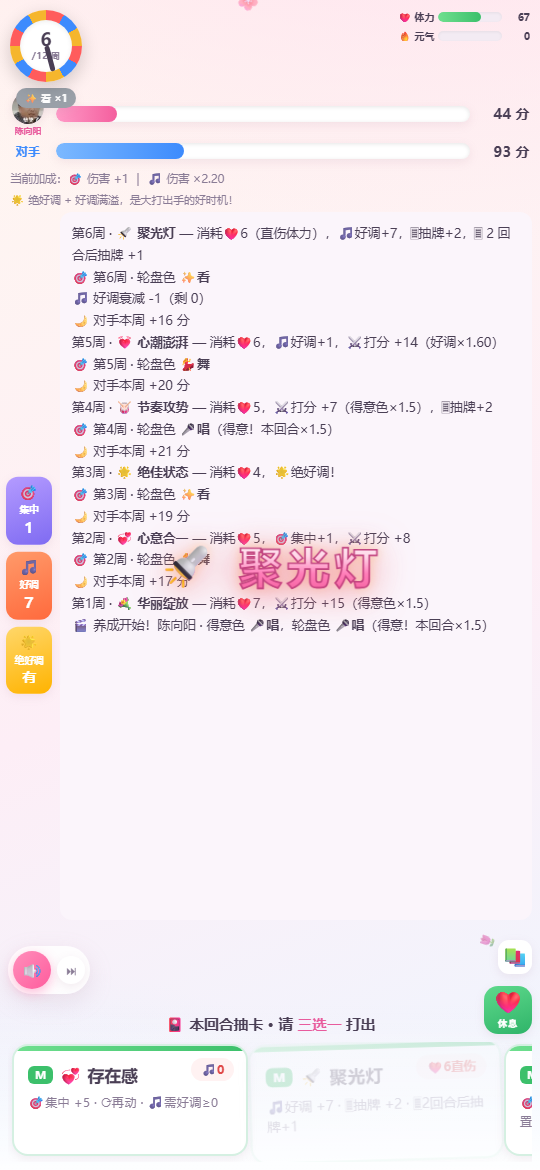 6
/12周
体力 67
元气 0
看 ×1
陈向阳
44 分
对手
93 分
当前加成: 伤害 +1 | 伤害 ×2.20
绝好调 + 好调满溢，是大打出手的好时机！
第6周 · 聚光灯 — 消耗❤6（直伤体力），🎵好调+7，抽牌+2，2 回
合后抽牌 +1
第6周 · 轮盘色 ✨看
好调衰减 -1（剩 0）
对手本周 +16 分
第5周 · 心潮澎湃 — 消耗❤6，🎵好调+1，⚔打分 +14（好调×1.60）
第5周 · 轮盘色 💃舞
对手本周 +20 分
第4周 · 节奏攻势 — 消耗❤5，⚔打分 +7（得意色×1.5），抽牌+2
第4周 · 轮盘色 🎤唱（得意！本回合×1.5）
对手本周 +21 分
第3周 · 绝佳状态 — 消耗❤4，🌟绝好调！
第3周 · 轮盘色 ✨看
对手本周 +19 分
第2周 · 心意合一 — 消耗❤5，🎯集中+1，⚔打分 +8
第2周 · 轮盘色
对手本周 +17 分
聚光灯
第1周 · 华丽绽放 — 消耗❤7，⚔打分 +15（得意色×1.5）
养成开始！陈向阳 · 得意色 🎤唱，轮盘色 🎤唱（得意！本回合×1.5）
集中
1
好调
7
绝好调
有
本回合抽卡 • 请 三选一 打出
休息
M 存在感 🎵0
🎯集中 +5 · ⟳再动 · 🎵需好调≥0
M 聚光灯 ❤6直伤
🎵好调 +7 · 抽牌 +2 · 2回合后抽
牌+1
置